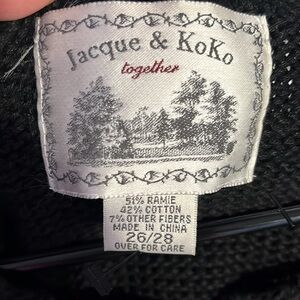 Jacque & KoKo
together
51% RAMIE
42% COTTON
7% OTHER FIBERS
MADE IN CHINA
26/28
OVER FOR CARE